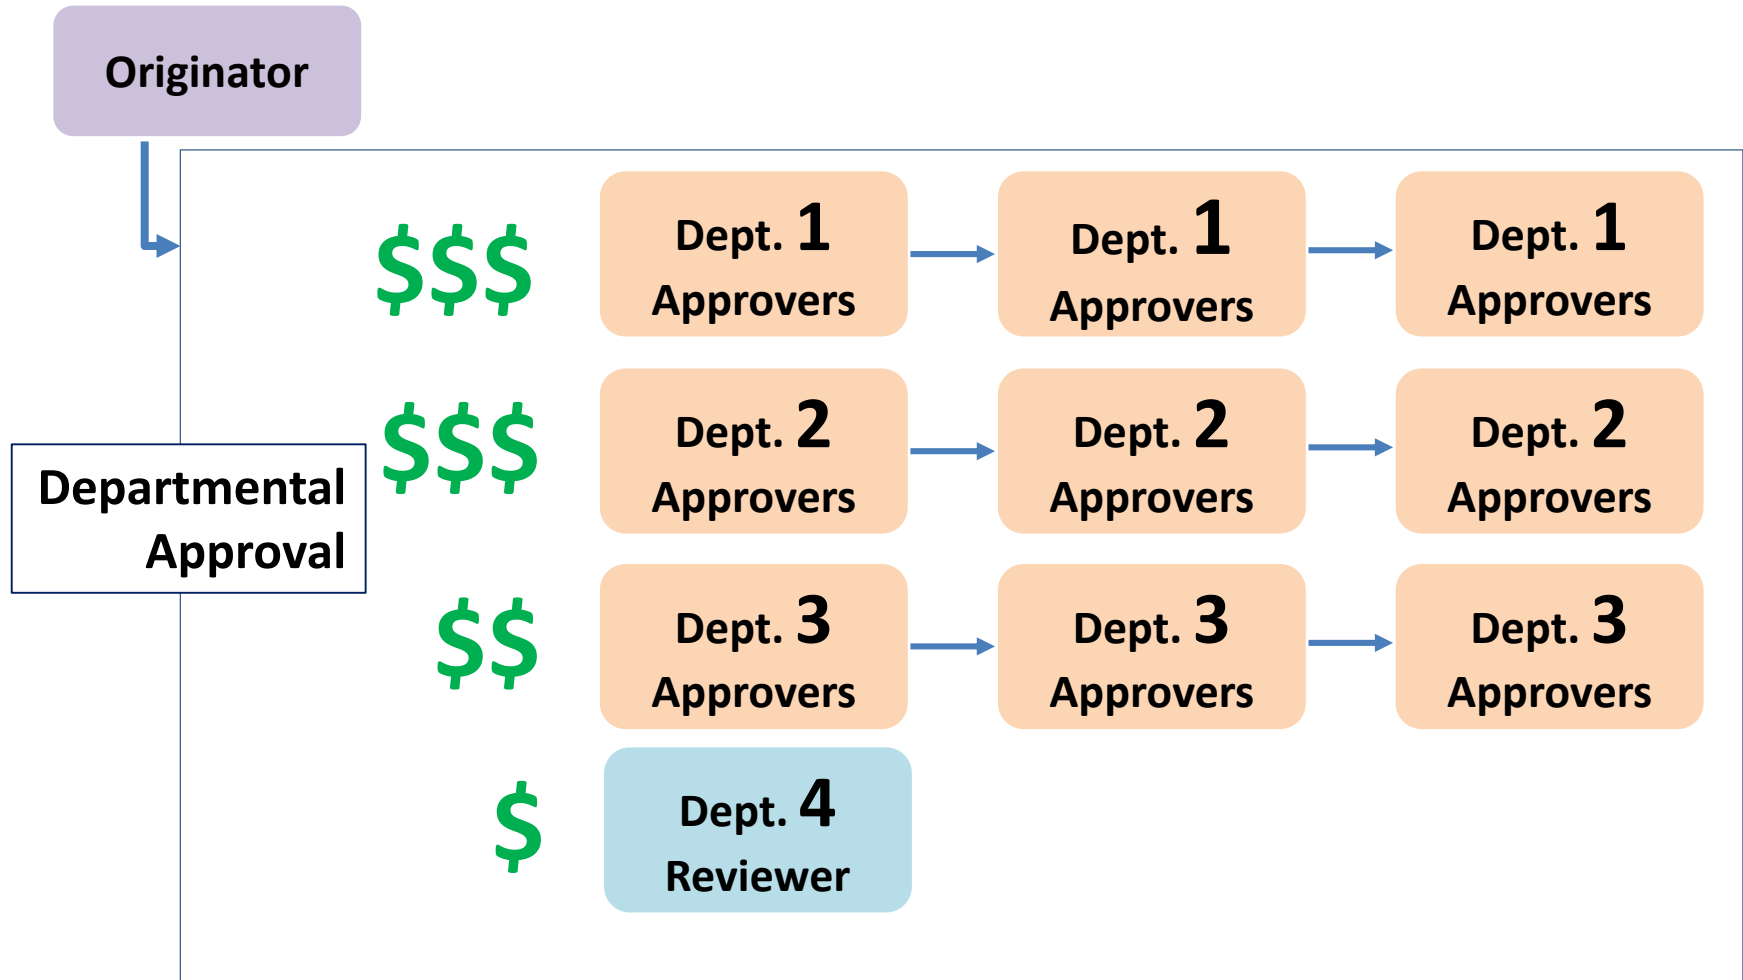 Originator
$$$
Dept. 1
Approvers
Dept. 1
Approvers
Dept. 1
Approvers
Departmental
Approval
$$$
Dept. 2
Approvers
Dept. 2
Approvers
Dept. 2
Approvers
$$
Dept. 3
Approvers
Dept. 3
Approvers
Dept. 3
Approvers
$
Dept. 4
Reviewer